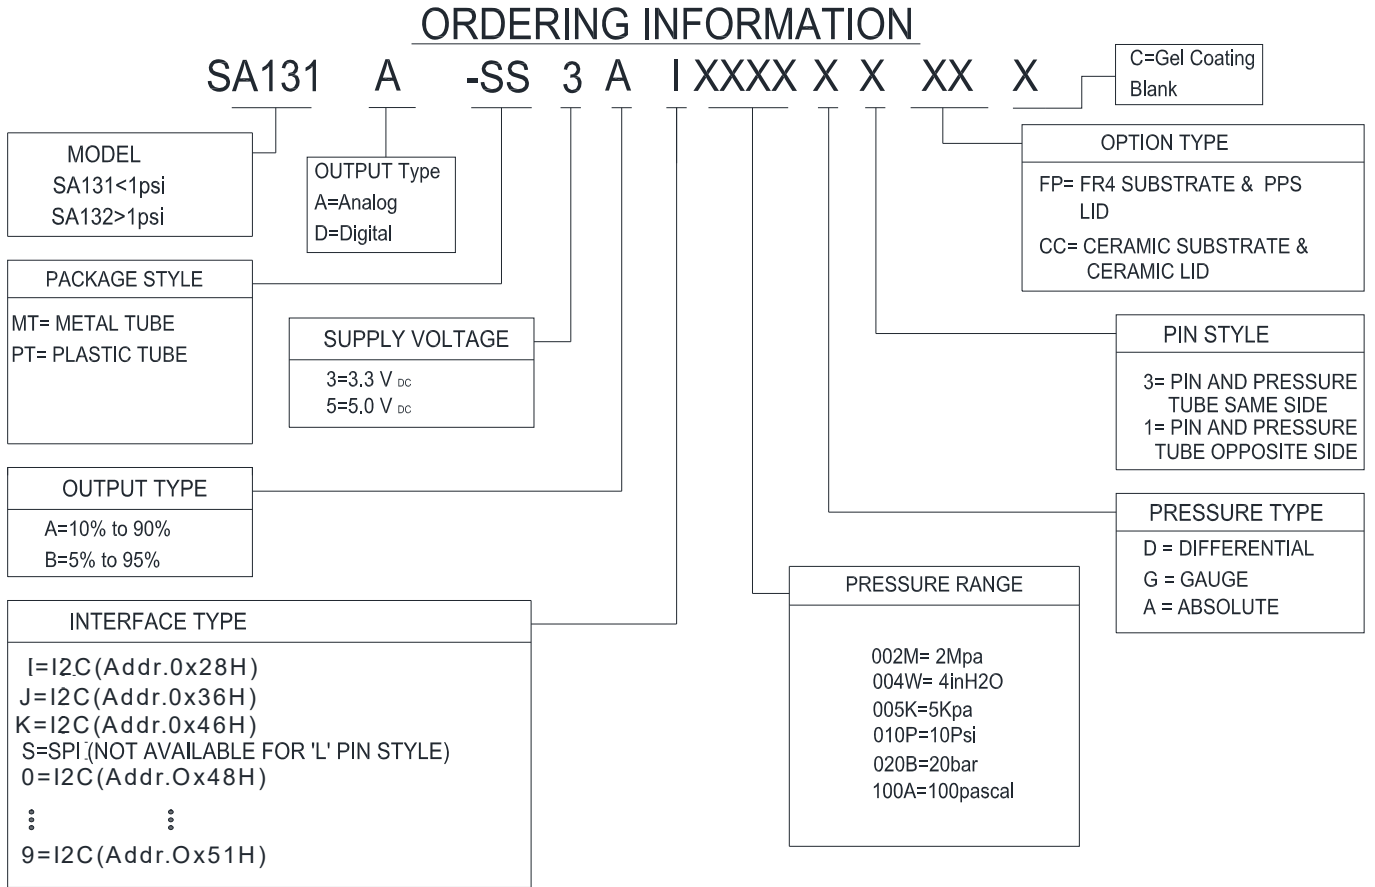 ORDERING INFORMATION
SA131 A -SS 3 A I XXXX X X XX X
C=Gel Coating
Blank
MODEL
SA131<1psi
SA132>1psi
OUTPUT Type
A=Analog
D=Digital
OPTION TYPE
FP= FR4 SUBSTRATE & PPS
LID
CC= CERAMIC SUBSTRATE &
CERAMIC LID
PACKAGE STYLE
MT= METAL TUBE
PT= PLASTIC TUBE
SUPPLY VOLTAGE
3=3.3 V DC
5=5.0 V DC
PIN STYLE
3= PIN AND PRESSURE
TUBE SAME SIDE
1= PIN AND PRESSURE
TUBE OPPOSITE SIDE
OUTPUT TYPE
A=10% to 90%
B=5% to 95%
PRESSURE TYPE
D = DIFFERENTIAL
G = GAUGE
A = ABSOLUTE
PRESSURE RANGE
002M= 2Mpa
004W= 4inH2O
005K=5Kpa
010P=10Psi
020B=20bar
100A=100pascal
INTERFACE TYPE
I=I2C(Addr.0x28H)
J=I2C(Addr.0x36H)
K=I2C(Addr.0x46H)
S=SPI (NOT AVAILABLE FOR 'L' PIN STYLE)
0=I2C(Addr.Ox48H)
9=I2C(Addr.Ox51H)